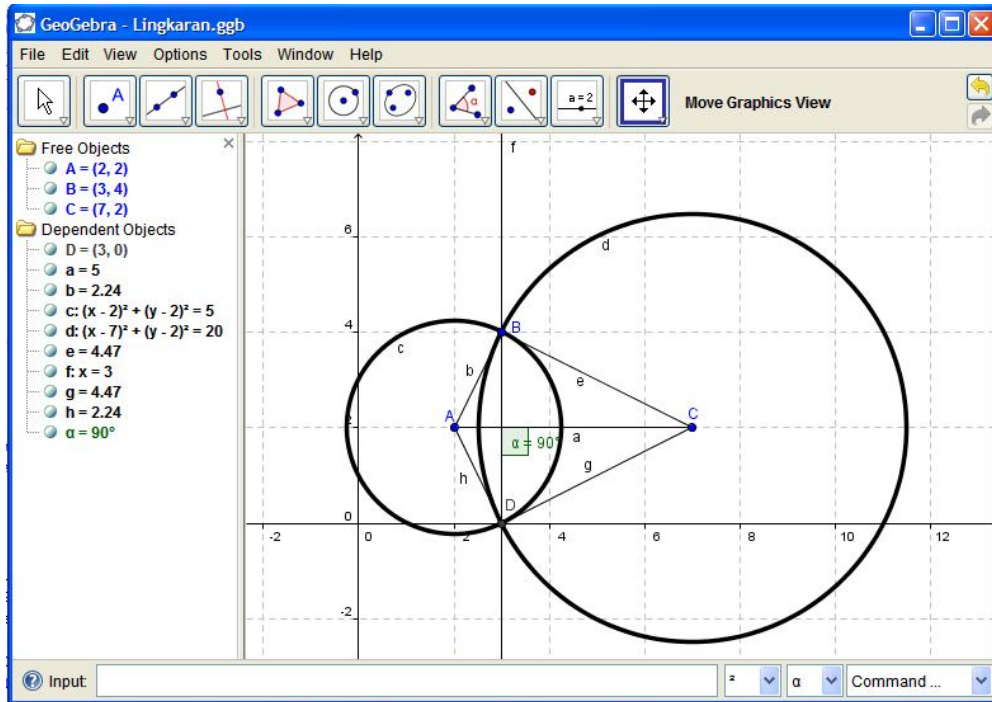 GeoGebra - Lingkaran.ggb
File Edit View Options Tools Window Help
A
α
a = 2
Move Graphics View
Free Objects
A = (2, 2)
B = (3, 4)
C = (7, 2)
Dependent Objects
D = (3, 0)
a = 5
b = 2.24
c: (x - 2)² + (y - 2)² = 5
d: (x - 7)² + (y - 2)² = 20
e = 4.47
f: x = 3
g = 4.47
h = 2.24
α = 90°
f
6
d
4
B
c
b
e
A
C
2
α = 90°
a
g
h
D
0
-2 0 2 4 6 8 10 12
-2
Input:
² α Command ...